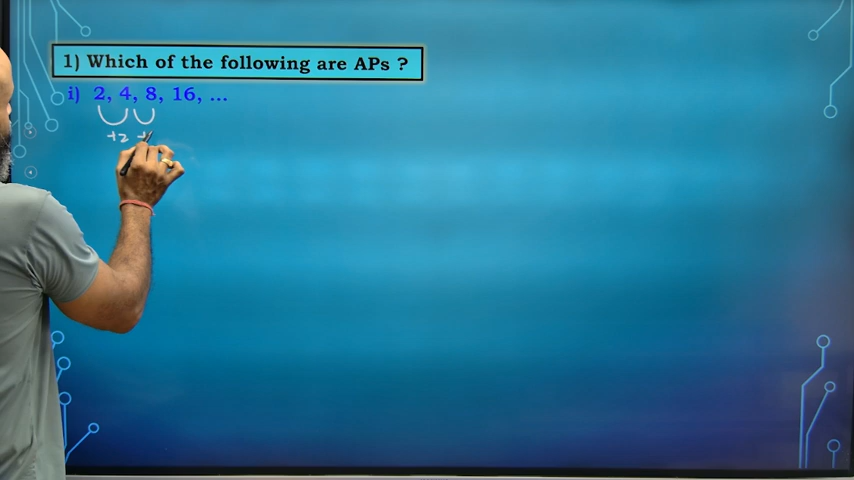 1) Which of the following are APs ?
i) 2, 4, 8, 16, ...
+2 +